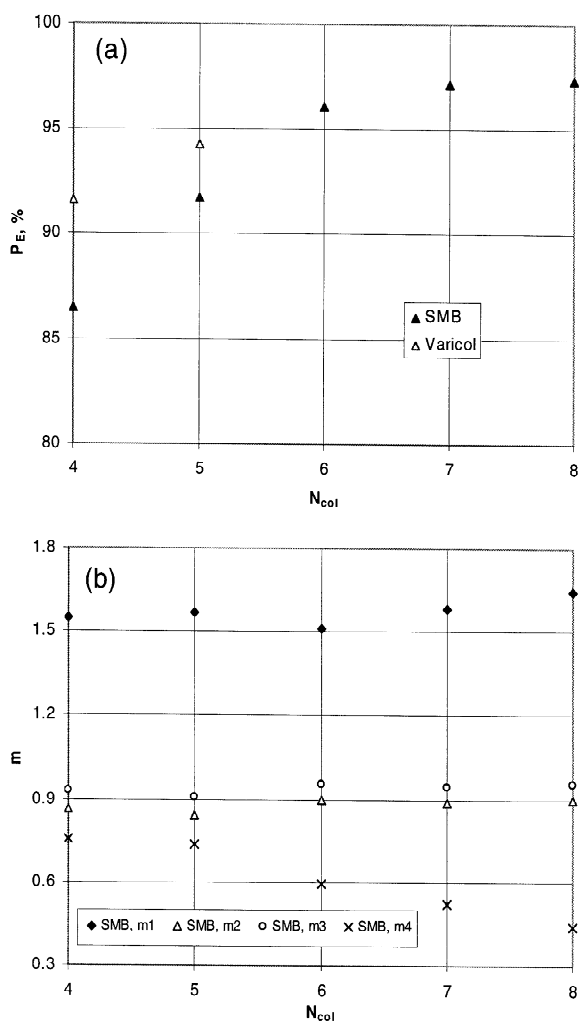 100
(a)
95
90
P_E, %
85
▲ SMB
△ Varicol
80
4 5 6 7 8
N_col
1.8
(b)
1.5
1.2
m
0.9
0.6
◆ SMB, m1 △ SMB, m2 ○ SMB, m3 × SMB, m4
0.3
4 5 6 7 8
N_col